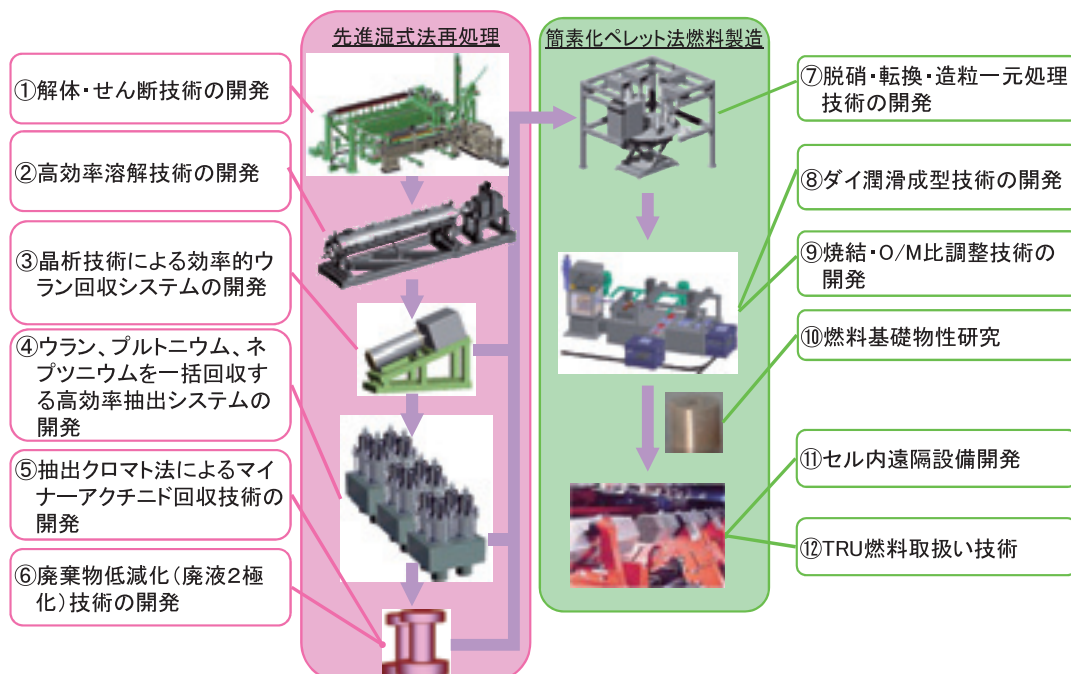 先進湿式法再処理
簡素化ペレット法燃料製造
①解体・せん断技術の開発
②高効率溶解技術の開発
③晶析技術による効率的ウ
ラン回収システムの開発
④ウラン、プルトニウム、ネ
プツニウムを一括回収す
る高効率抽出システムの
開発
⑤抽出クロマト法によるマイ
ナーアクチニド回収技術の
開発
⑥廃棄物低減化（廃液２極
化）技術の開発
⑦脱硝・転換・造粒一元処理
技術の開発
⑧ダイ潤滑成型技術の開発
⑨焼結・O/M比調整技術の
開発
⑩燃料基礎物性研究
⑪セル内遠隔設備開発
⑫TRU燃料取扱い技術